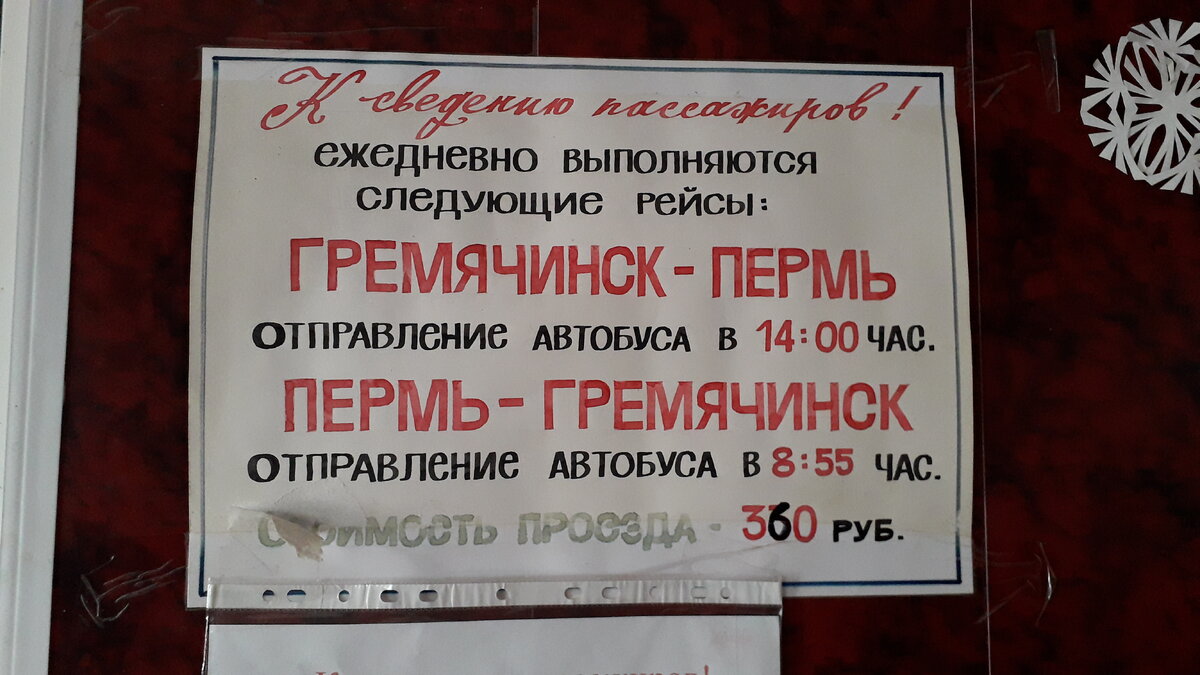 К сведению пассажиров!
ежедневно выполняются
следующие рейсы:
ГРЕМЯЧИНСК - ПЕРМЬ
ОТПРАВЛЕНИЕ АВТОБУСА В 14:00 ЧАС.
ПЕРМЬ - ГРЕМЯЧИНСК
ОТПРАВЛЕНИЕ АВТОБУСА В 8:55 ЧАС.
СТОИМОСТЬ ПРОЕЗДА - 360 РУБ.